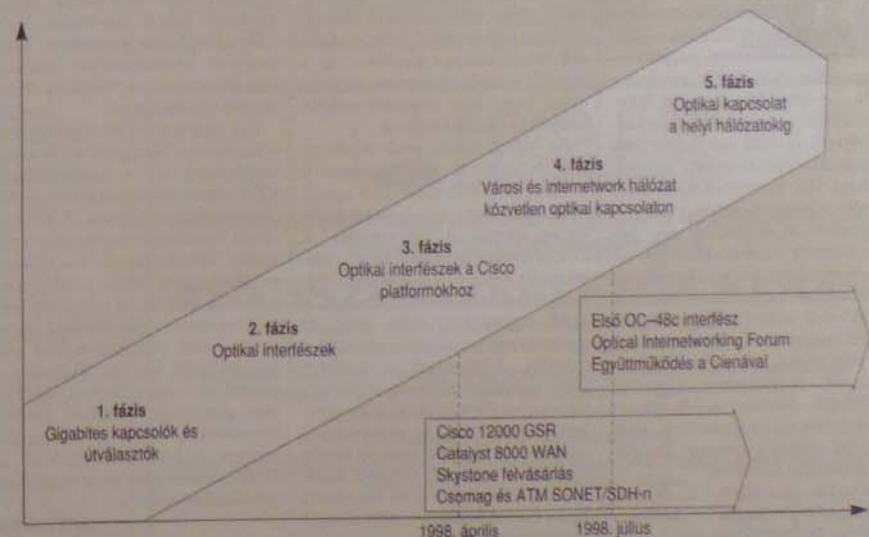 5. fázis
Optikai kapcsolat
a helyi hálózatokig
4. fázis
Városi és internetwork hálózat
közvetlen optikai kapcsolaton
3. fázis
Optikai interfészek a Cisco
platformokhoz
2. fázis
Optikai interfészek
1. fázis
Gigabites kapcsolók és
útválasztók
Első OC–48c interfész
Optical Internetworking Forum
Együttműködés a Cienával
Cisco 12000 GSR
Catalyst 8000 WAN
Skystone felvásárlás
Csomag és ATM SONET/SDH-n
1998. április
1998. július